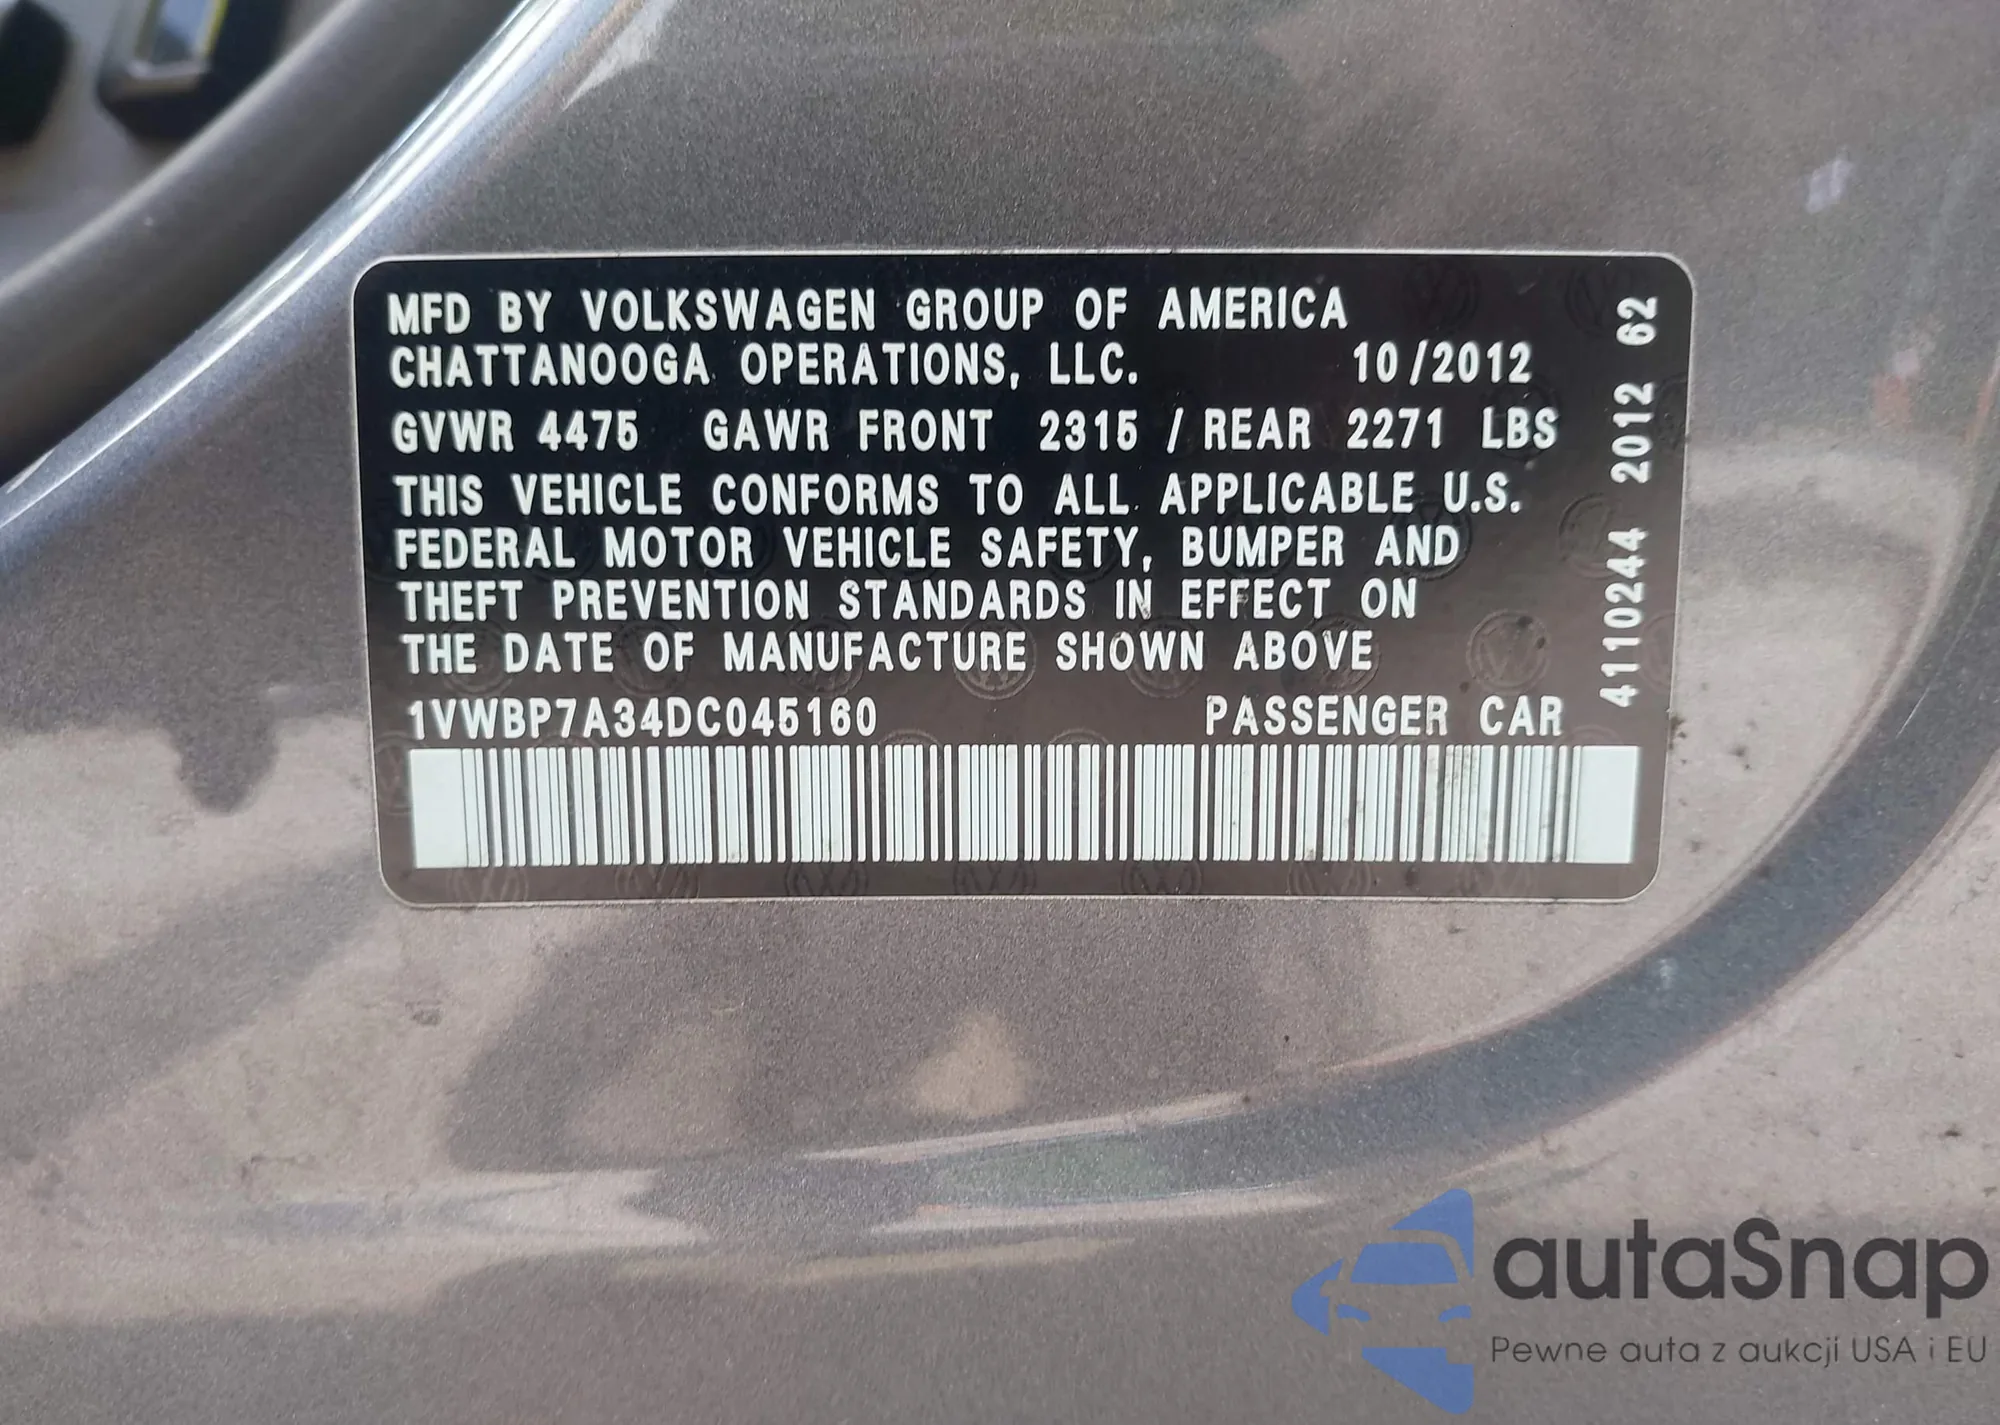 MFD BY VOLKSWAGEN GROUP OF AMERICA
CHATTANOOGA OPERATIONS, LLC. 10/2012
GVWR 4475 GAWR FRONT 2315 / REAR 2271 LBS
THIS VEHICLE CONFORMS TO ALL APPLICABLE U.S.
FEDERAL MOTOR VEHICLE SAFETY, BUMPER AND
THEFT PREVENTION STANDARDS IN EFFECT ON
THE DATE OF MANUFACTURE SHOWN ABOVE
1VWBP7A34DC045160 PASSENGER CAR
4110244 2012 62
autaSnap
Pewne auta z aukcji USA i EU